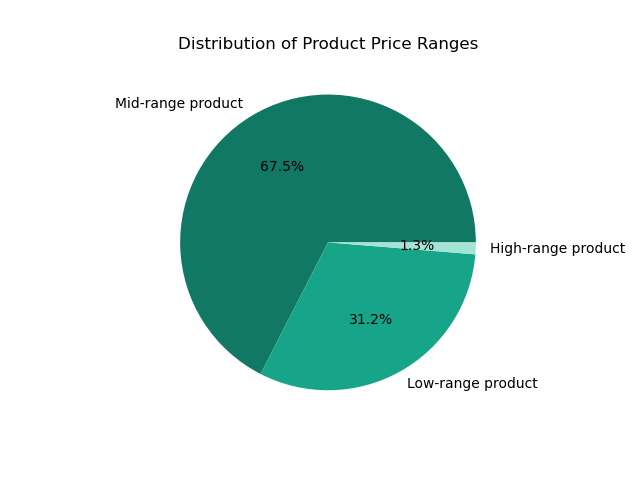 Distribution of Product Price Ranges
Mid-range product
67.5%
1.3%
High-range product
31.2%
Low-range product